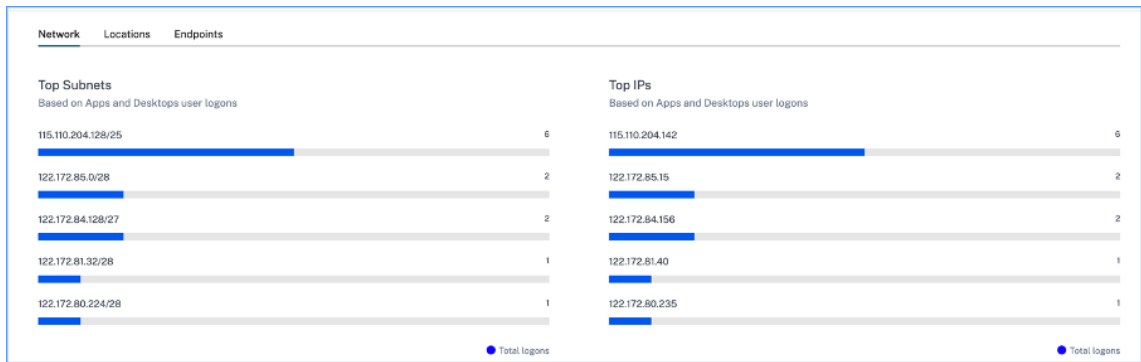 Network Locations Endpoints
Top Subnets
Based on Apps and Desktops user logons
115.110.204.128/25 6
122.172.85.0/28 2
122.172.84.128/27 2
122.172.81.32/28 1
122.172.80.224/28 1
Total logons
Top IPs
Based on Apps and Desktops user logons
115.110.204.142 6
122.172.85.15 2
122.172.84.156 2
122.172.81.40 1
122.172.80.235 1
Total logons